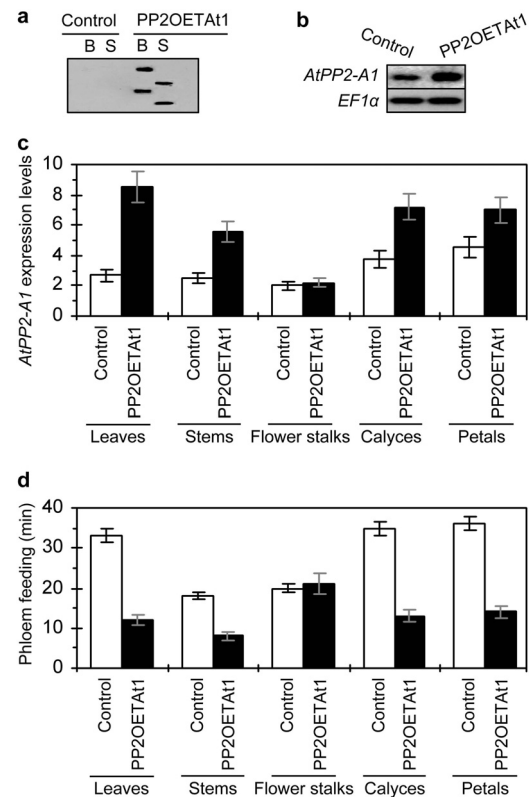 a
Control PP2OETAt1
B S B S
b
Control PP2OETAt1
AtPP2-A1
EF1α
c
AtPP2-A1 expression levels
10
8
6
4
2
0
Control PP2OETAt1 Control PP2OETAt1 Control PP2OETAt1 Control PP2OETAt1 Control PP2OETAt1
Leaves Stems Flower stalks Calyces Petals
d
Phloem feeding (min)
40
30
20
10
0
Control PP2OETAt1 Control PP2OETAt1 Control PP2OETAt1 Control PP2OETAt1 Control PP2OETAt1
Leaves Stems Flower stalks Calyces Petals